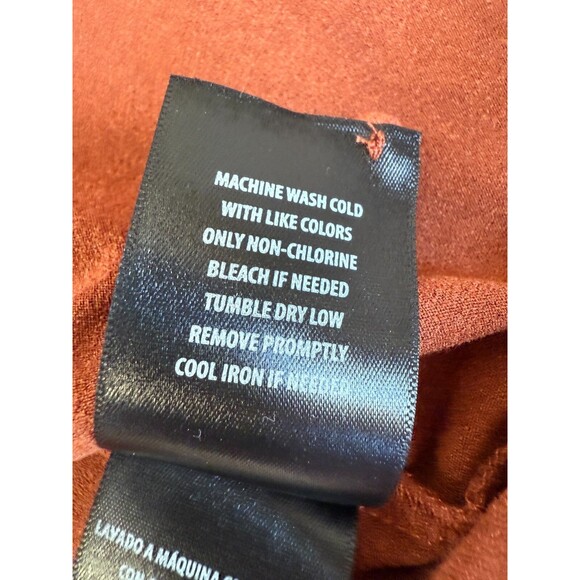 MACHINE WASH COLD
WITH LIKE COLORS
ONLY NON-CHLORINE
BLEACH IF NEEDED
TUMBLE DRY LOW
REMOVE PROMPTLY
COOL IRON IF NEEDED
LAVADO A MÁQUINA
CON